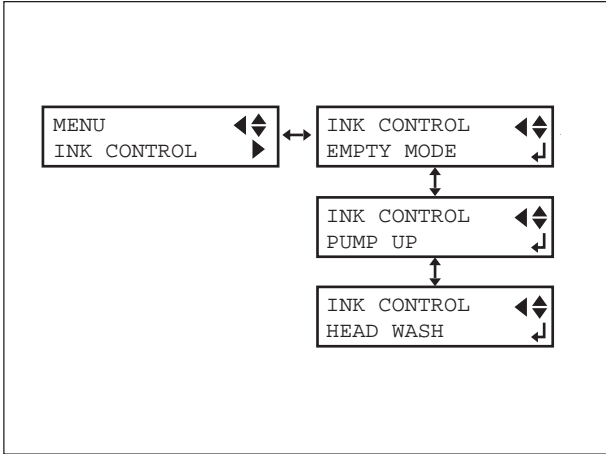 MENU
INK CONTROL
INK CONTROL
EMPTY MODE
INK CONTROL
PUMP UP
INK CONTROL
HEAD WASH